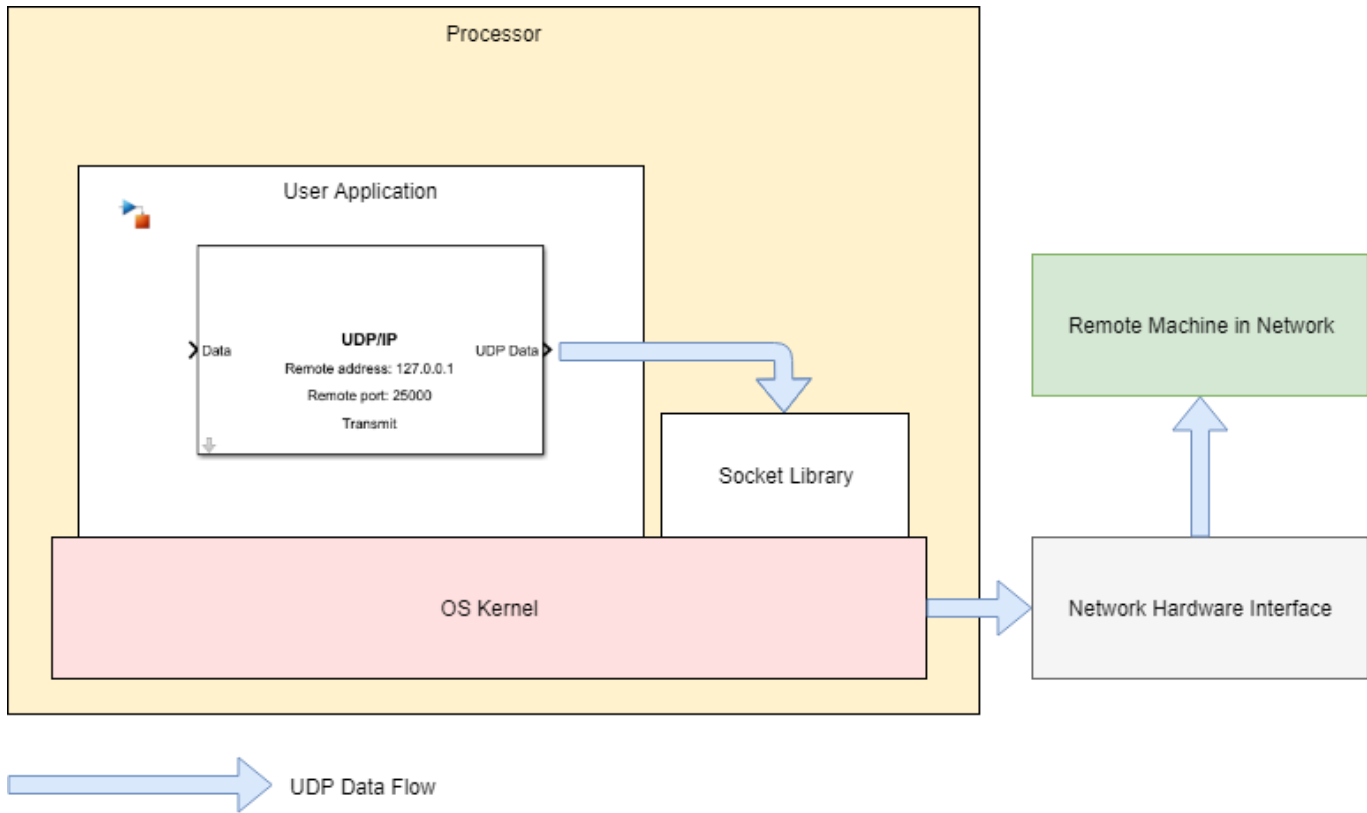 Processor
User Application
UDP/IP
Data
UDP Data
Remote address: 127.0.0.1
Remote port: 25000
Transmit
Socket Library
OS Kernel
Remote Machine in Network
Network Hardware Interface
UDP Data Flow